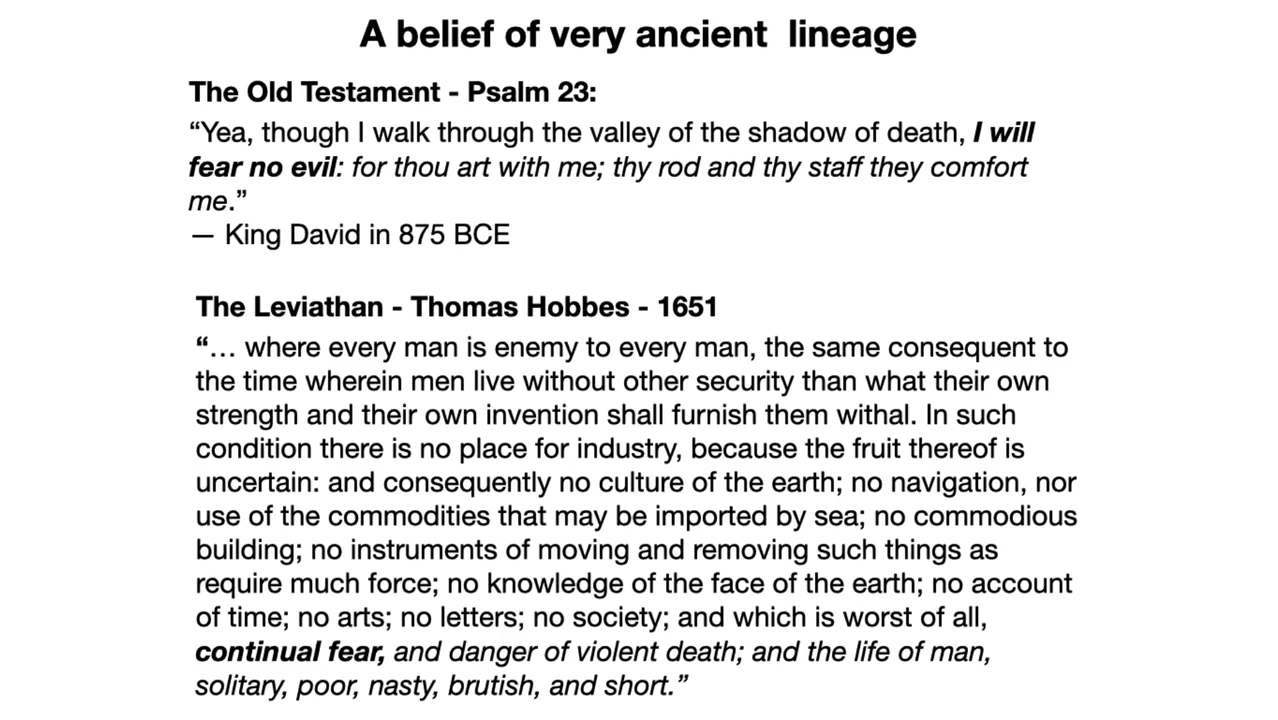 A belief of very ancient  lineage
The Old Testament - Psalm 23:
“Yea, though I walk through the valley of the shadow of death, I will
fear no evil: for thou art with me; thy rod and thy staff they comfort
me.”
— King David in 875 BCE
The Leviathan - Thomas Hobbes - 1651
“… where every man is enemy to every man, the same consequent to
the time wherein men live without other security than what their own
strength and their own invention shall furnish them withal. In such
condition there is no place for industry, because the fruit thereof is
uncertain: and consequently no culture of the earth; no navigation, nor
use of the commodities that may be imported by sea; no commodious
building; no instruments of moving and removing such things as
require much force; no knowledge of the face of the earth; no account
of time; no arts; no letters; no society; and which is worst of all,
continual fear, and danger of violent death; and the life of man,
solitary, poor, nasty, brutish, and short.”